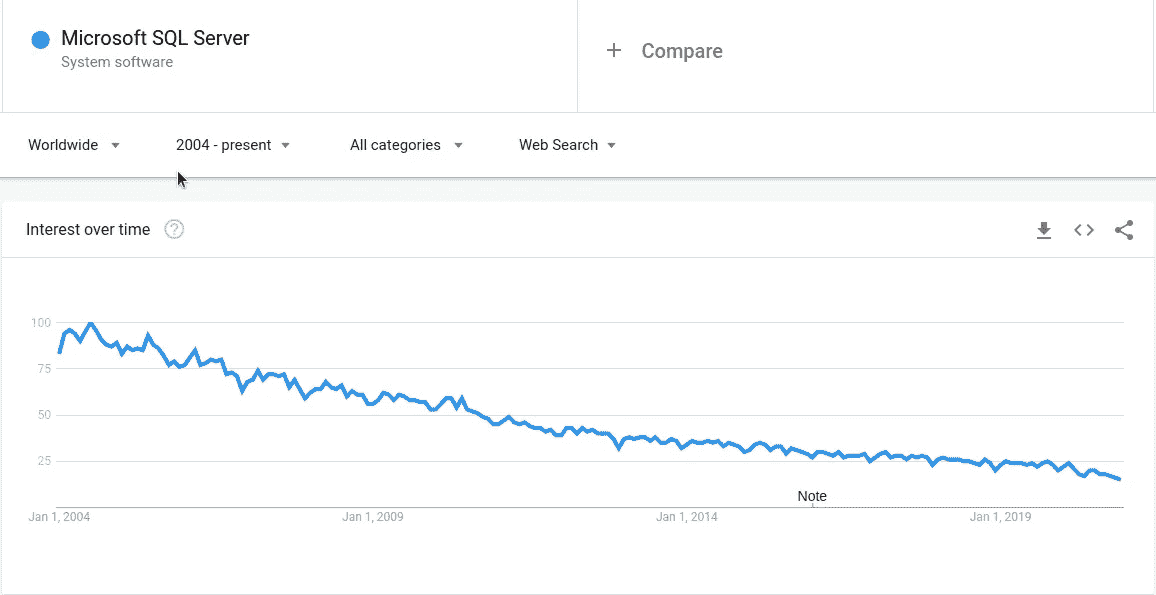 Microsoft SQL Server
System software
+ Compare
Worldwide
2004 - present
All categories
Web Search
Interest over time ?
100
75
50
25
Note
Jan 1, 2004
Jan 1, 2009
Jan 1, 2014
Jan 1, 2019